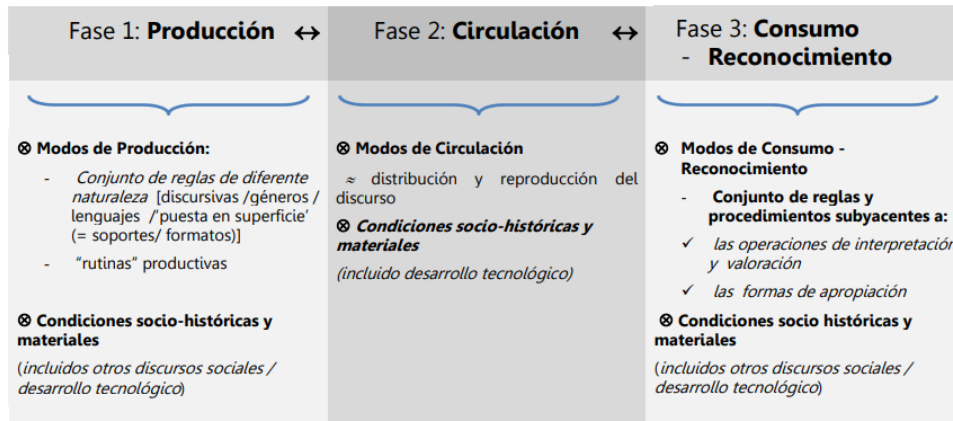 Fase 1: Producción ↔
⊗ Modos de Producción:
- Conjunto de reglas de diferente
naturaleza [discursivas /géneros /
lenguajes /'puesta en superficie'
(= soportes/ formatos)]
- "rutinas" productivas
⊗ Condiciones socio-históricas y
materiales
(incluidos otros discursos sociales /
desarrollo tecnológico)
Fase 2: Circulación ↔
⊗ Modos de Circulación
≈ distribución y reproducción del
discurso
⊗ Condiciones socio-históricas y
materiales
(incluido desarrollo tecnológico)
Fase 3: Consumo
- Reconocimiento
⊗ Modos de Consumo -
Reconocimiento
- Conjunto de reglas y
procedimientos subyacentes a:
✓ las operaciones de interpretación
y valoración
✓ las formas de apropiación
⊗ Condiciones socio históricas y
materiales
(incluidos otros discursos sociales /
desarrollo tecnológico)